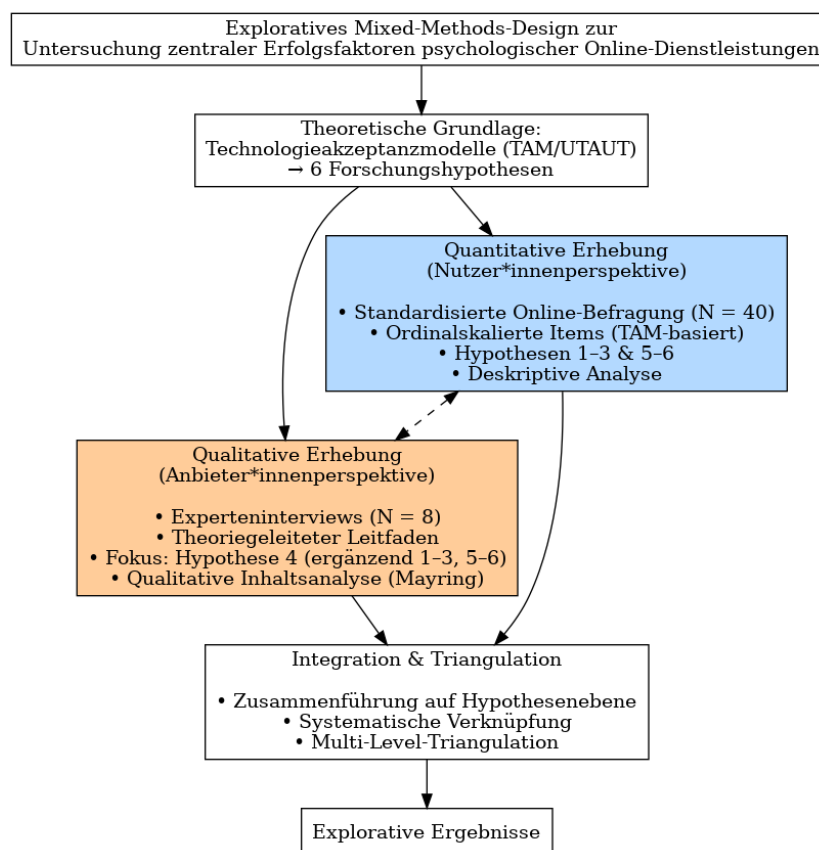 Exploratives Mixed-Methods-Design zur
Untersuchung zentraler Erfolgsfaktoren psychologischer Online-Dienstleistungen
Theoretische Grundlage:
Technologieakzeptanzmodelle (TAM/UTAUT)
→ 6 Forschungshypothesen
Quantitative Erhebung
(Nutzer*innenperspektive)
• Standardisierte Online-Befragung (N = 40)
• Ordinalskalierte Items (TAM-basiert)
• Hypothesen 1–3 & 5–6
• Deskriptive Analyse
Qualitative Erhebung
(Anbieter*innenperspektive)
• Experteninterviews (N = 8)
• Theoriegeleiteter Leitfaden
• Fokus: Hypothese 4 (ergänzend 1–3, 5–6)
• Qualitative Inhaltsanalyse (Mayring)
Integration & Triangulation
• Zusammenführung auf Hypothesenebene
• Systematische Verknüpfung
• Multi-Level-Triangulation
Explorative Ergebnisse